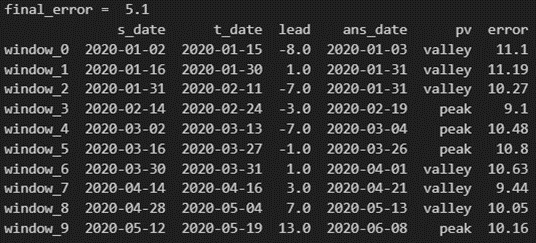 final_error = 5.1
s_date t_date lead ans_date pv error
window_0 2020-01-02 2020-01-15 -8.0 2020-01-03 valley 11.1
window_1 2020-01-16 2020-01-30 1.0 2020-01-31 valley 11.19
window_2 2020-01-31 2020-02-11 -7.0 2020-01-31 valley 10.27
window_3 2020-02-14 2020-02-24 -3.0 2020-02-19 peak 9.1
window_4 2020-03-02 2020-03-13 -7.0 2020-03-04 peak 10.48
window_5 2020-03-16 2020-03-27 -1.0 2020-03-26 peak 10.8
window_6 2020-03-30 2020-03-31 1.0 2020-04-01 valley 10.63
window_7 2020-04-14 2020-04-16 3.0 2020-04-21 valley 9.44
window_8 2020-04-28 2020-05-04 7.0 2020-05-13 valley 10.05
window_9 2020-05-12 2020-05-19 13.0 2020-06-08 peak 10.16